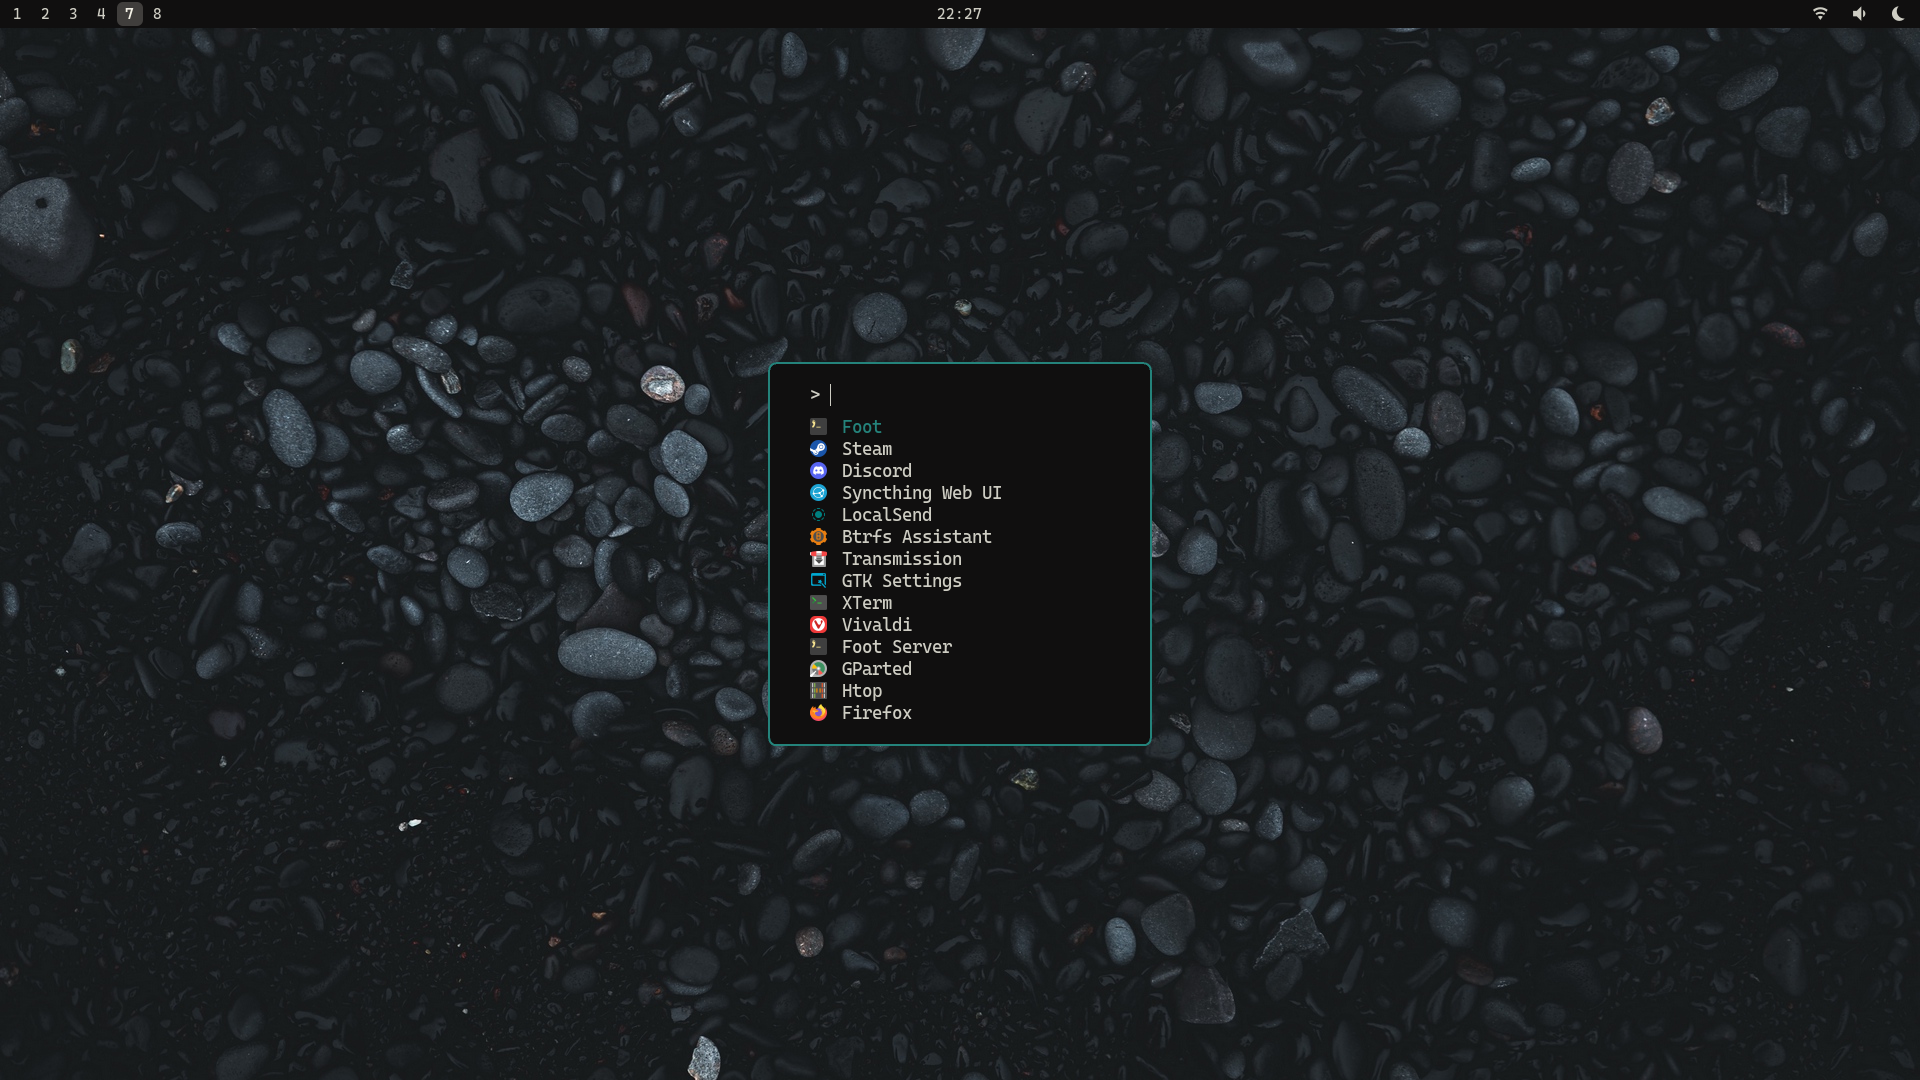 1 2 3 4 7 8 22:27
>
Foot
Steam
Discord
Syncthing Web UI
LocalSend
Btrfs Assistant
Transmission
GTK Settings
XTerm
Vivaldi
Foot Server
GParted
Htop
Firefox